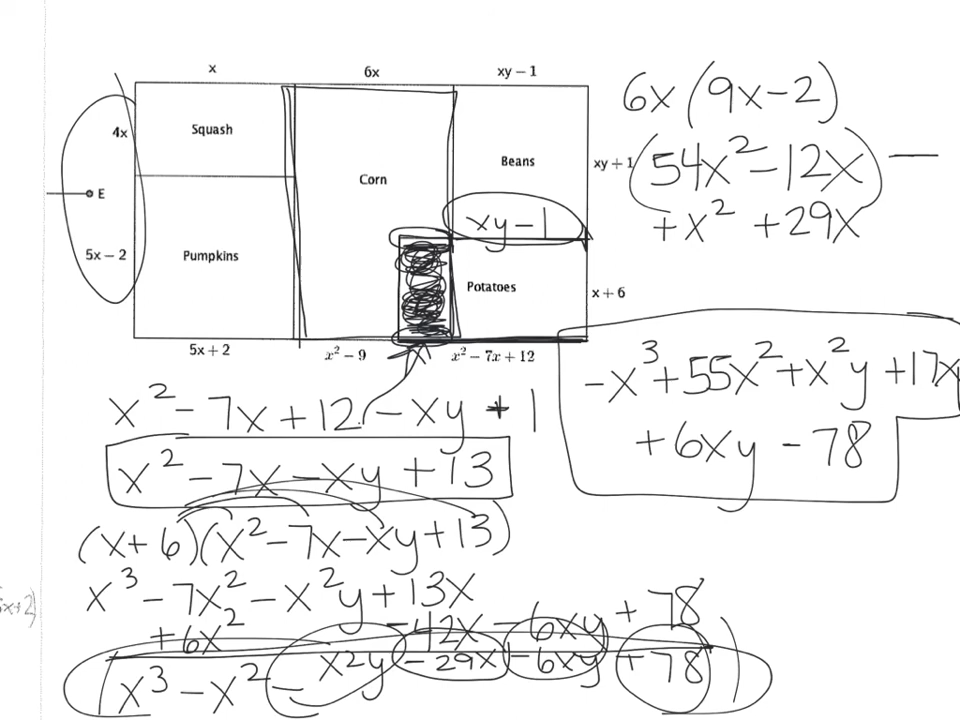 x 6x xy − 1
6x (9x−2)
4x Squash
xy + 1 (54x² − 12x) —
Beans
Corn
E
xy − 1 + x² + 29x
5x − 2 Pumpkins
Potatoes x + 6
5x + 2 x² − 9 x x² − 7x + 12
−x³ + 55x² + x²y + 17x
x² − 7x + 12 − xy + 1
+ 6xy − 78
x² − 7x − xy + 13
(x + 6)(x² − 7x − xy + 13)
x³ − 7x² − x²y + 13x
5x+2)
+ 6x² − 42x − 6xy + 78
(x³ − x² − x²y − 29x − 6xy + 78)